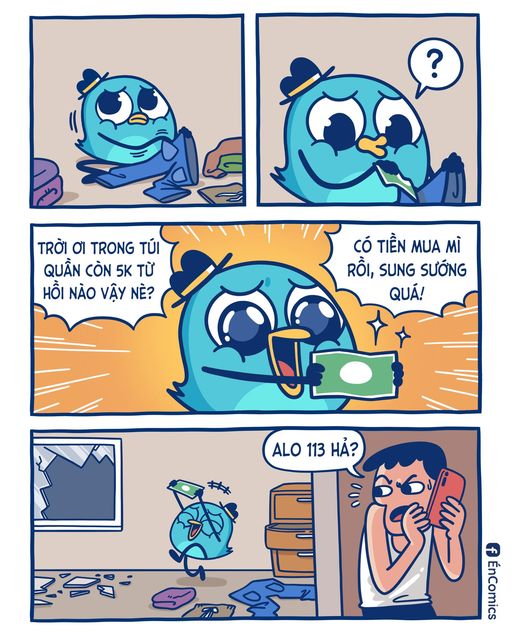 ?
TRỜI ƠI TRONG TÚI
QUẦN CÒN 5K TỪ
HỒI NÀO VẬY NÈ?
CÓ TIỀN MUA MÌ
RỒI, SUNG SƯỚNG
QUÁ!
ALO 113 HẢ?
ÉnComics